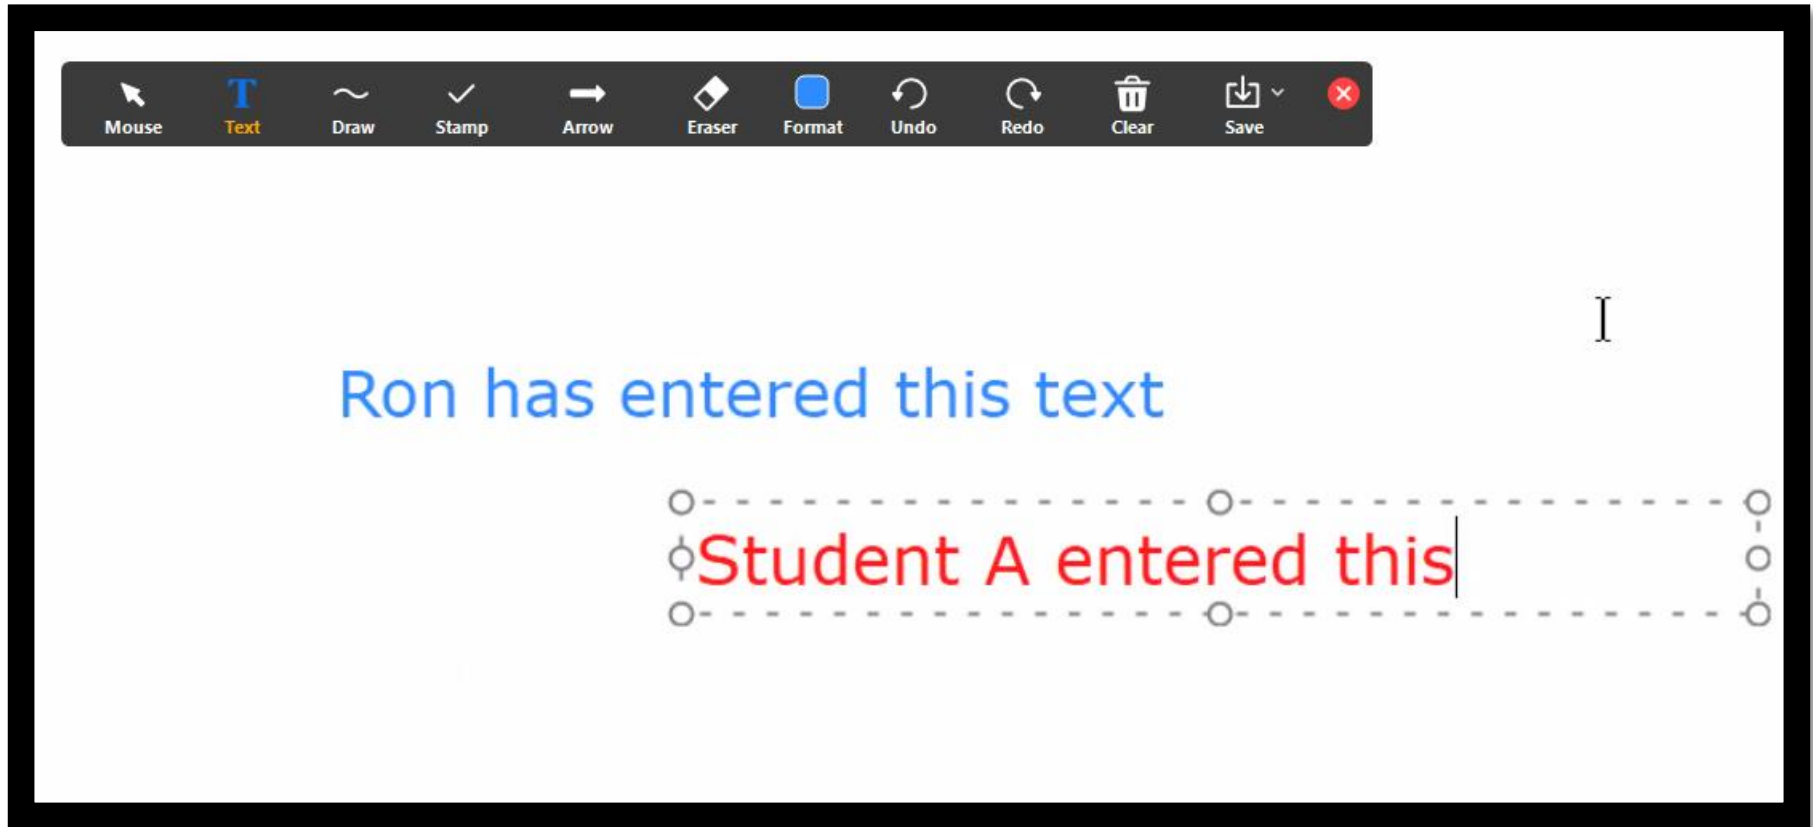 Mouse Text Draw Stamp Arrow Eraser Format Undo Redo Clear Save
Ron has entered this text
Student A entered this